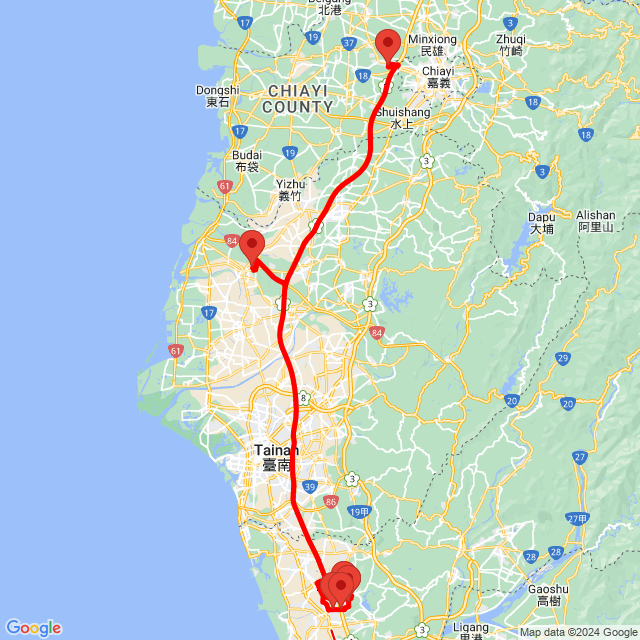 Beigang
北港
3
Minxiong
民雄
Zhuqi
竹崎
37
18
Dongshi
東石
CHIAYI
COUNTY
Chiayi
嘉義
Shuishang
水上
17
Budai
布袋
19
3
18
3
Yizhu
義竹
61
Dapu
大埔
Alishan
阿里山
84
17
3
84
61
29
20
20
8
Tainan
臺南
27
3
39
86
19甲
27甲
28
28
Gaoshu
高樹
3
3
Ligang
里港
Google
Map data ©2024 Google